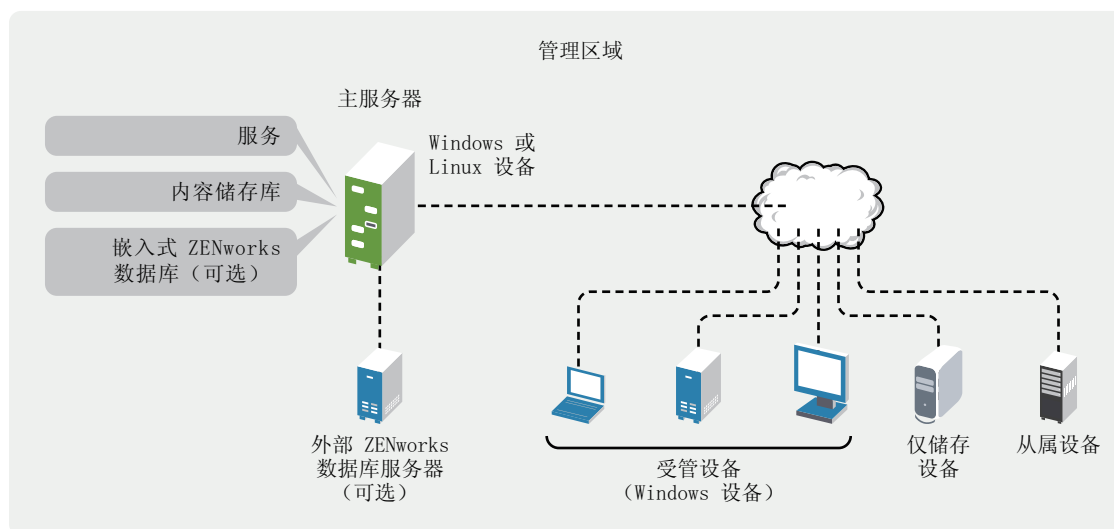 管理区域
主服务器
服务
内容储存库
嵌入式 ZENworks
数据库（可选）
Windows 或
Linux 设备
外部 ZENworks
数据库服务器
（可选）
受管设备
（Windows 设备）
仅储存
设备
从属设备